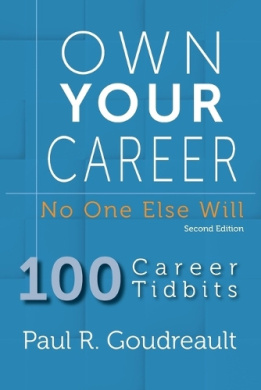 OWN
YOUR
CAREER
No One Else Will
Second Edition
100 Career
Tidbits
Paul R. Goudreault